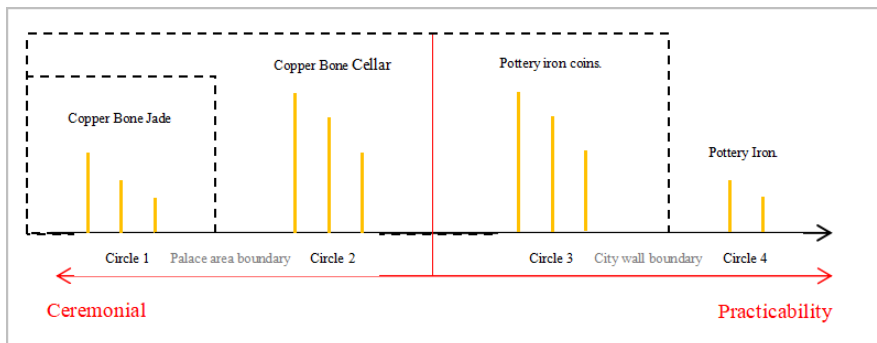 Copper Bone Cellar
Pottery iron coins.
Copper Bone Jade
Pottery Iron.
Circle 1
Palace area boundary
Circle 2
Circle 3
City wall boundary
Circle 4
Ceremonial
Practicability